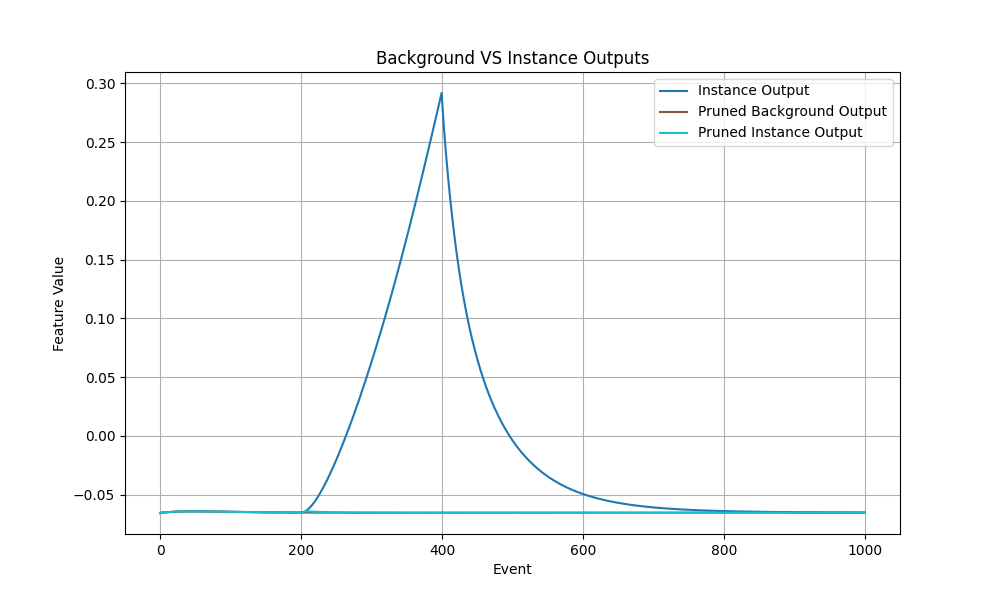 Background VS Instance Outputs
Instance Output
Pruned Background Output
Pruned Instance Output
Feature Value
0.30
0.25
0.20
0.15
0.10
0.05
0.00
−0.05
0 200 400 600 800 1000
Event